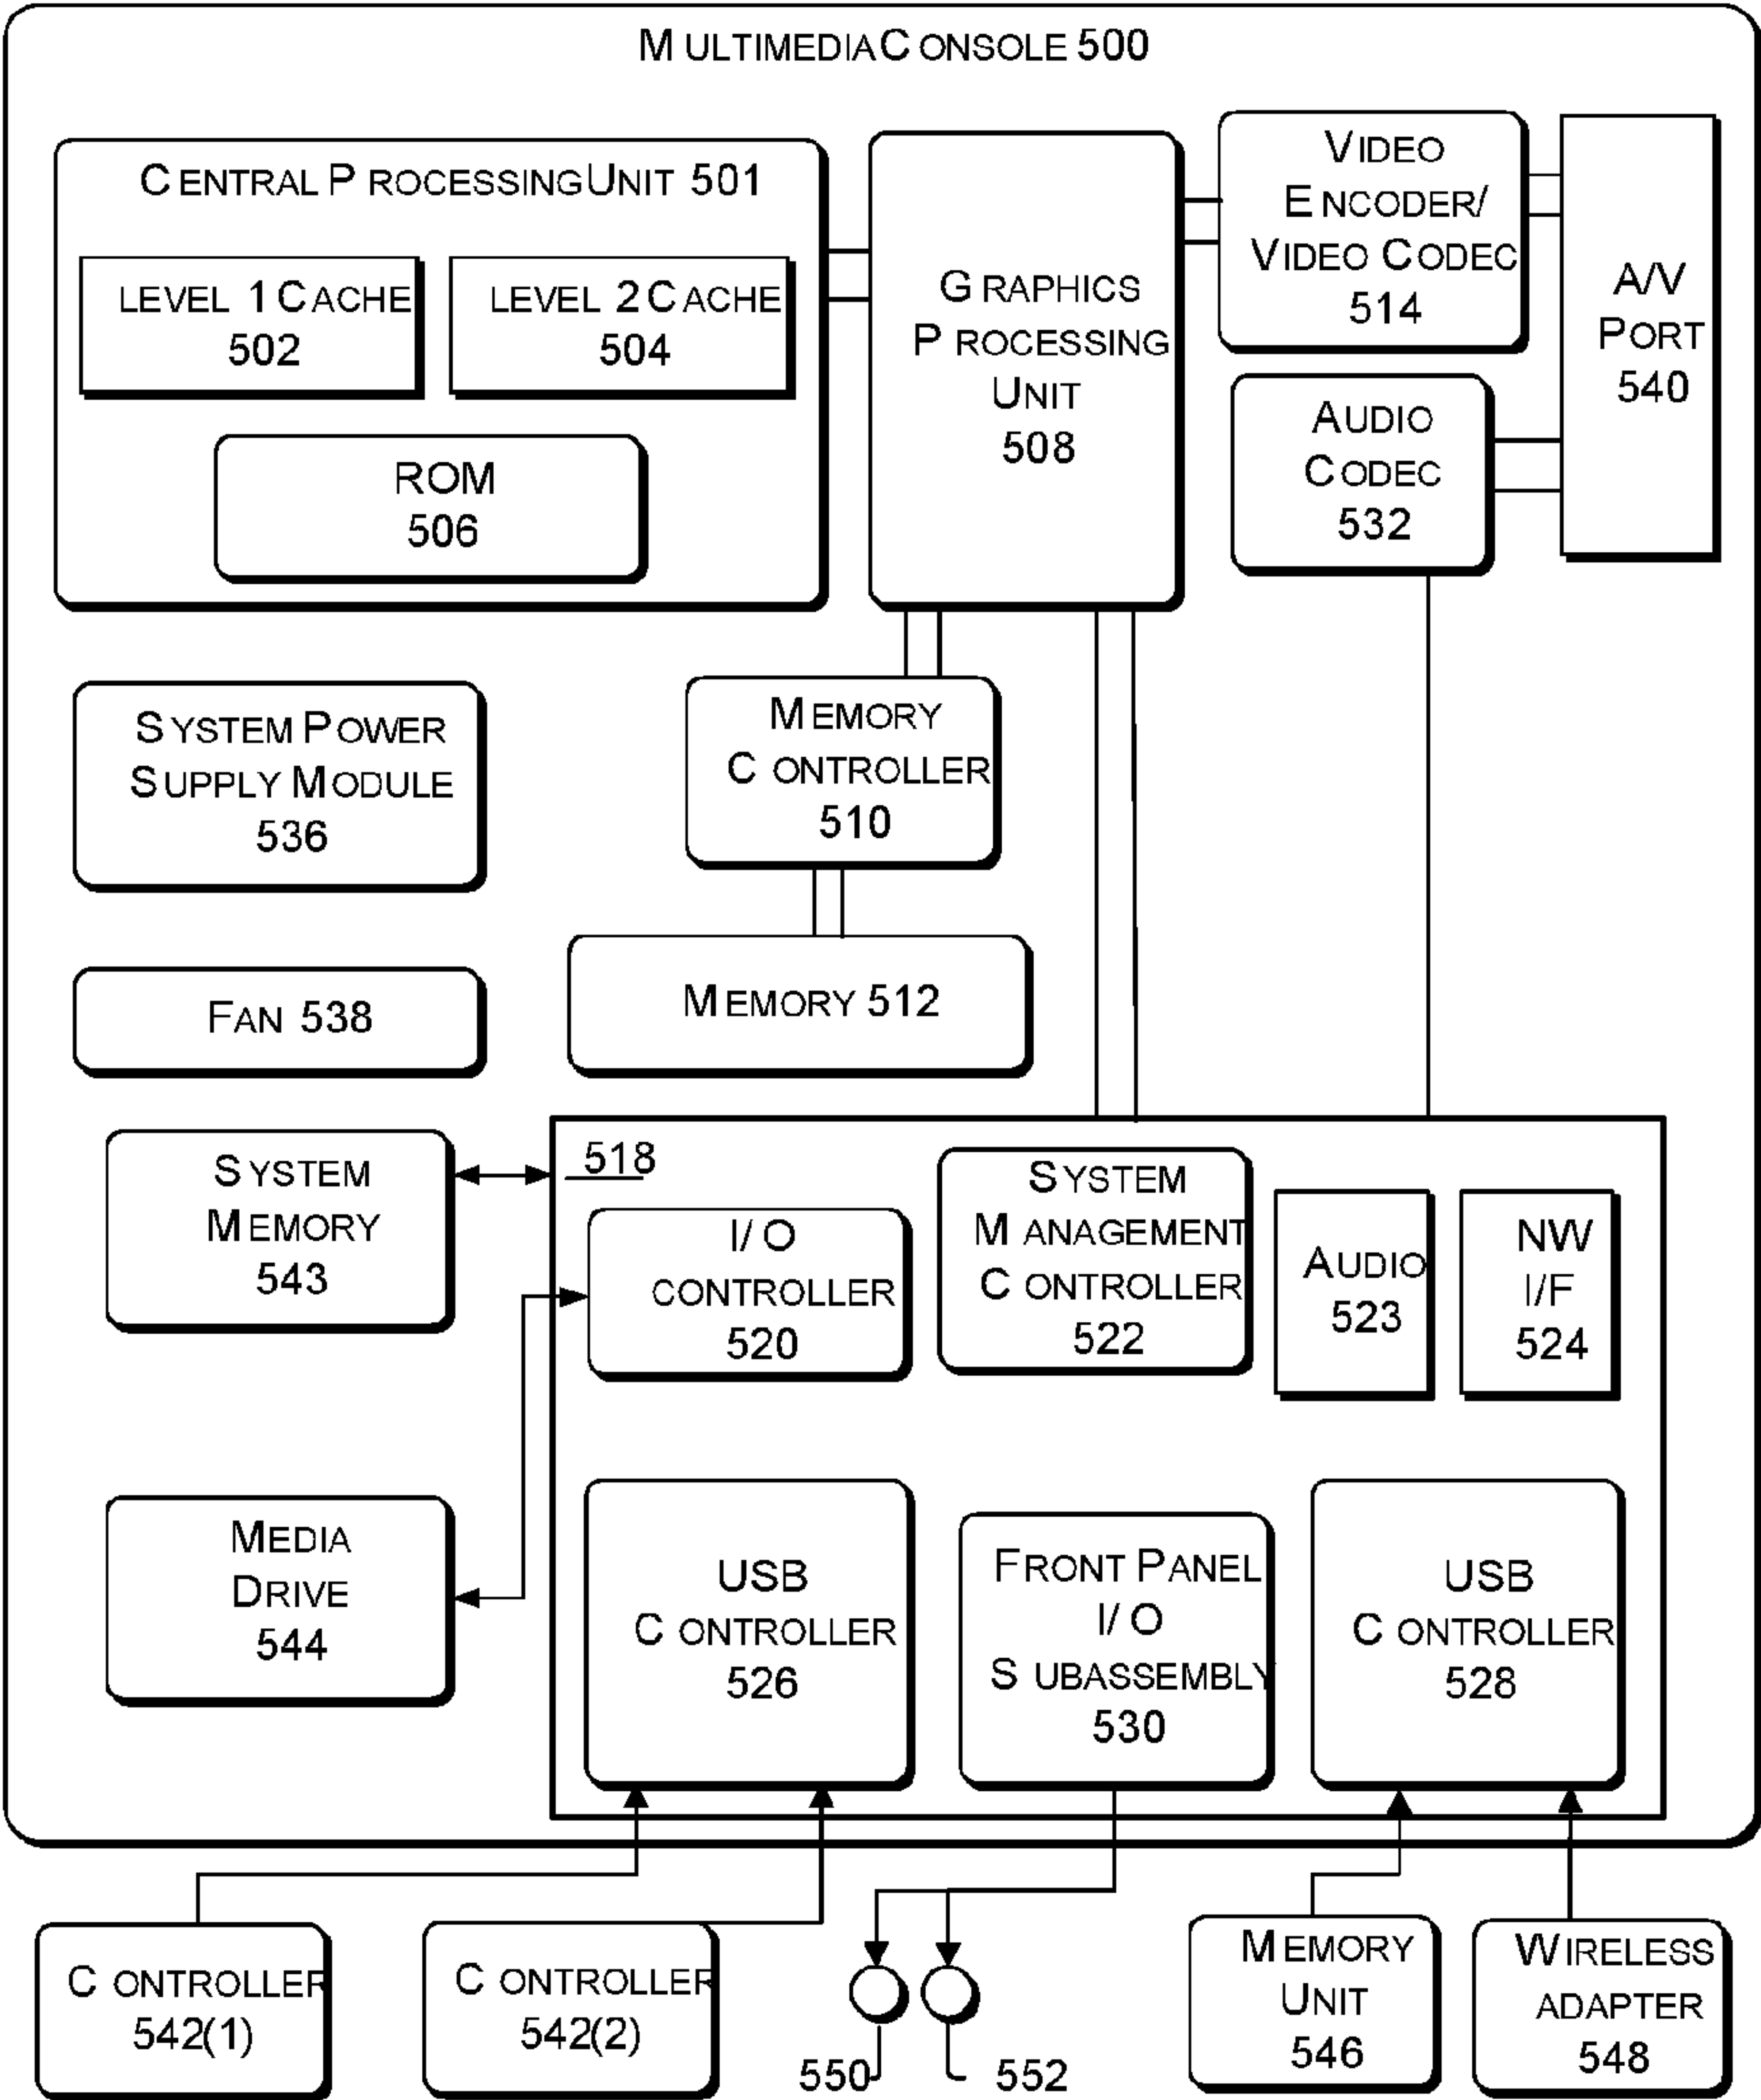 MULTIMEDIA CONSOLE 500
CENTRAL PROCESSING UNIT 501
LEVEL 1 CACHE
502
LEVEL 2 CACHE
504
ROM
506
GRAPHICS
PROCESSING
UNIT
508
VIDEO
ENCODER/
VIDEO CODEC
514
A/V
PORT
540
AUDIO
CODEC
532
SYSTEM POWER
SUPPLY MODULE
536
MEMORY
CONTROLLER
510
FAN 538
MEMORY 512
SYSTEM
MEMORY
543
518
I/O
CONTROLLER
520
SYSTEM
MANAGEMENT
CONTROLLER
522
AUDIO
523
NW
I/F
524
MEDIA
DRIVE
544
USB
CONTROLLER
526
FRONT PANEL
I/O
SUBASSEMBLY
530
USB
CONTROLLER
528
CONTROLLER
542(1)
CONTROLLER
542(2)
550
552
MEMORY
UNIT
546
WIRELESS
ADAPTER
548